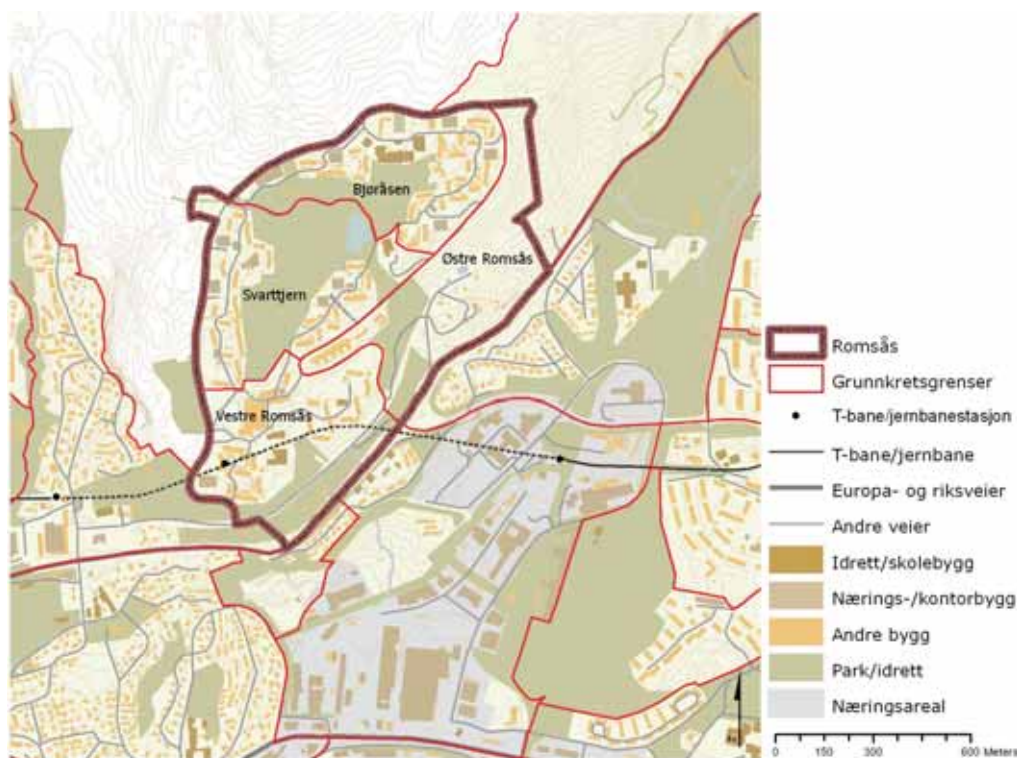 Bjøråsen
Østre Romsås
Svarttjern
Vestre Romsås
Romsås
Grunnkretsgrenser
T-bane/jernbanestasjon
T-bane/jernbane
Europa- og riksveier
Andre veier
Idrett/skolebygg
Nærings-/kontorbygg
Andre bygg
Park/idrett
Næringsareal
0 150 300 600 Meters